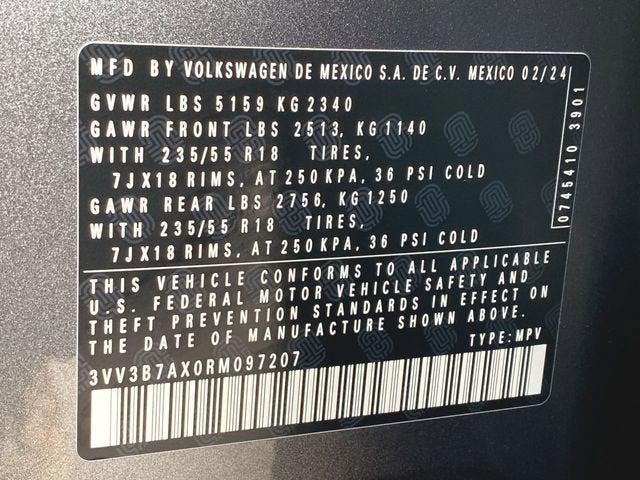 MFD BY VOLKSWAGEN DE MEXICO S.A. DE C.V. MEXICO 02/24
GVWR LBS 5159 KG 2340
GAWR FRONT LBS 2513, KG 1140
WITH 235/55 R18 TIRES,
7JX18 RIMS, AT 250 KPA, 36 PSI COLD
GAWR REAR LBS 2756, KG 1250
WITH 235/55 R18 TIRES,
7JX18 RIMS, AT 250 KPA, 36 PSI COLD
0745410 3901
THIS VEHICLE CONFORMS TO ALL APPLICABLE
U.S. FEDERAL MOTOR VEHICLE SAFETY AND
THEFT PREVENTION STANDARDS IN EFFECT ON
THE DATE OF MANUFACTURE SHOWN ABOVE.
TYPE: MPV
3VV3B7AX0RM097207